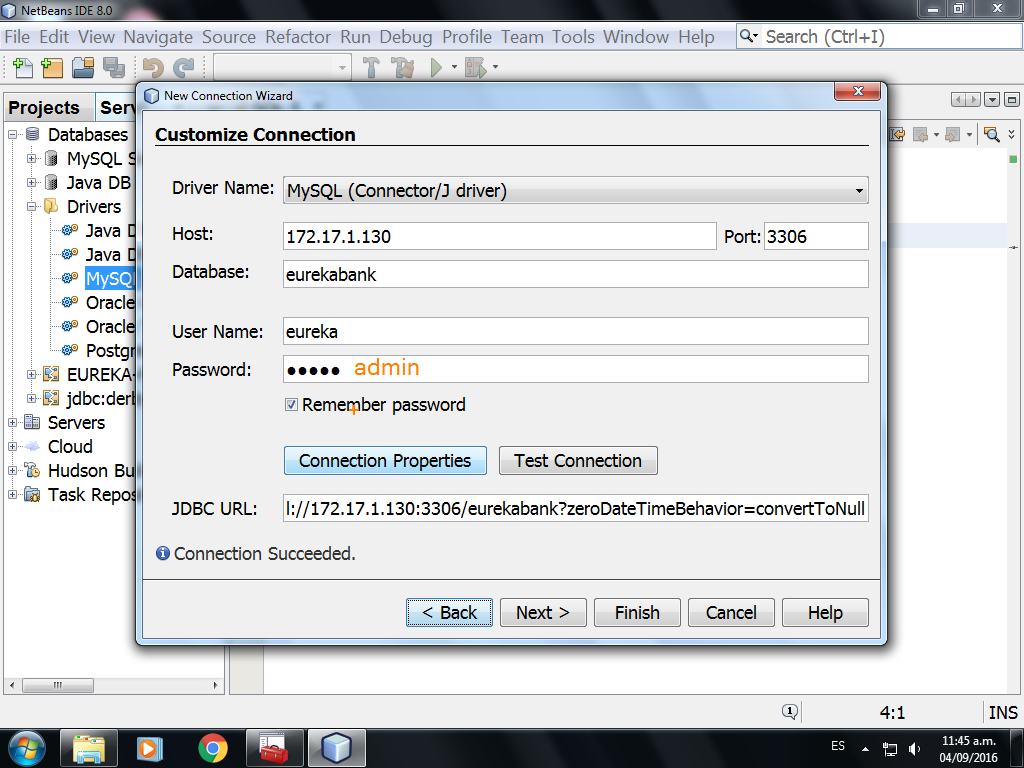 NetBeans IDE 8.0
File Edit View Navigate Source Refactor Run Debug Profile Team Tools Window Help
Search (Ctrl+I)
Projects
Serv
Databases
MySQL S
Java DB
Drivers
Java D
Java D
MySQL
Oracle
Oracle
Postgr
EUREKA-
jdbc:derb
Servers
Cloud
Hudson Bu
Task Repos
New Connection Wizard
Customize Connection
Driver Name: MySQL (Connector/J driver)
Host: 172.17.1.130 Port: 3306
Database: eurekabank
User Name: eureka
Password: ●●●●● admin
Remember password
Connection Properties Test Connection
JDBC URL: l://172.17.1.130:3306/eurekabank?zeroDateTimeBehavior=convertToNull
Connection Succeeded.
< Back Next > Finish Cancel Help
1 4:1 INS
ES
11:45 a.m.
04/09/2016